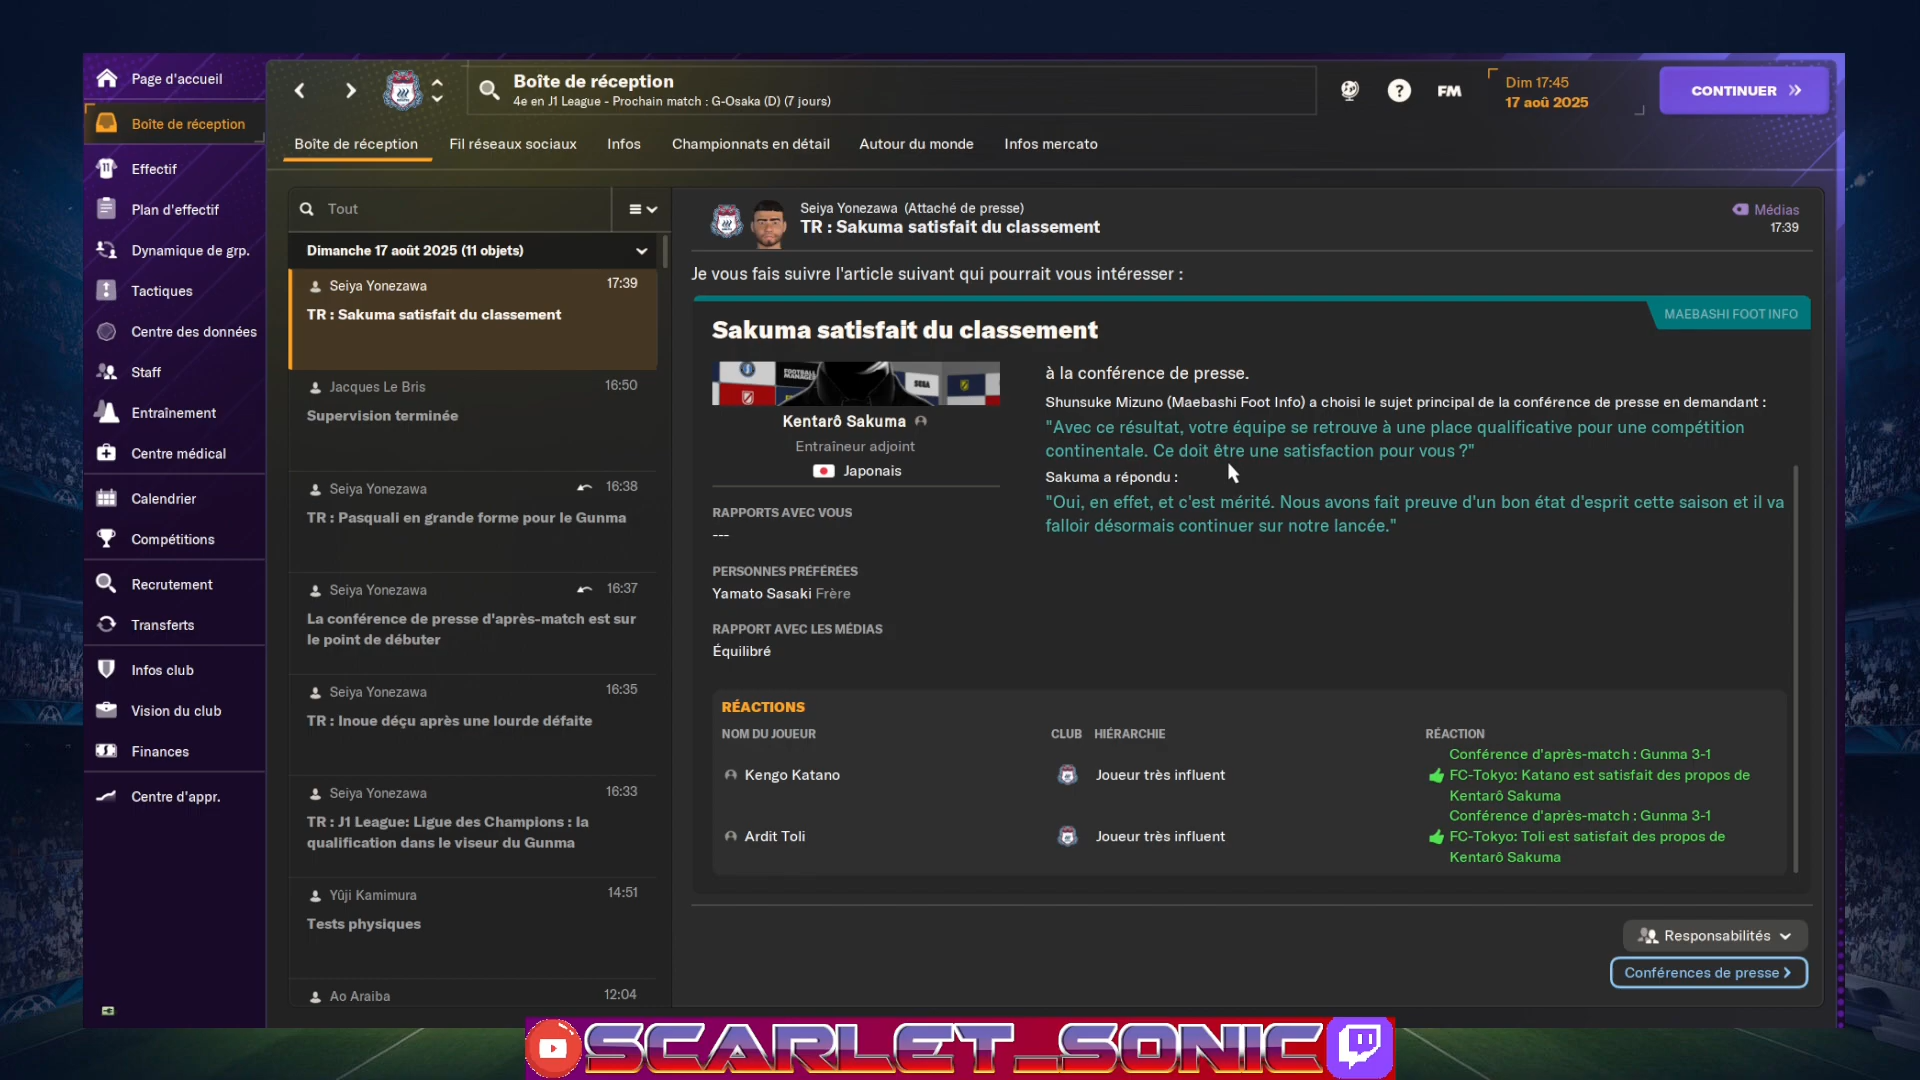 Page d'accueil
Boîte de réception
Effectif
Plan d'effectif
Dynamique de grp.
Tactiques
Centre des données
Staff
Entraînement
Centre médical
Calendrier
Compétitions
Recrutement
Transferts
Infos club
Vision du club
Finances
Centre d'appr.
Boîte de réception
4e en J1 League - Prochain match : G-Osaka (D) (7 jours)
?
FM
Dim 17:45
17 aoû 2025
CONTINUER
Boîte de réception
Fil réseaux sociaux
Infos
Championnats en détail
Autour du monde
Infos mercato
Tout
Dimanche 17 août 2025 (11 objets)
Seiya Yonezawa 17:39
TR : Sakuma satisfait du classement
Jacques Le Bris 16:50
Supervision terminée
Seiya Yonezawa 16:38
TR : Pasquali en grande forme pour le Gunma
Seiya Yonezawa 16:37
La conférence de presse d'après-match est sur
le point de débuter
Seiya Yonezawa 16:35
TR : Inoue déçu après une lourde défaite
Seiya Yonezawa 16:33
TR : J1 League: Ligue des Champions : la
qualification dans le viseur du Gunma
Yûji Kamimura 14:51
Tests physiques
Ao Araiba 12:04
Seiya Yonezawa (Attaché de presse)
TR : Sakuma satisfait du classement
Médias
17:39
Je vous fais suivre l'article suivant qui pourrait vous intéresser :
MAEBASHI FOOT INFO
Sakuma satisfait du classement
FOOTBALL
MANAGER
SEGA
Kentarô Sakuma
Entraîneur adjoint
Japonais
RAPPORTS AVEC VOUS
---
PERSONNES PRÉFÉRÉES
Yamato Sasaki Frère
RAPPORT AVEC LES MÉDIAS
Équilibré
à la conférence de presse.
Shunsuke Mizuno (Maebashi Foot Info) a choisi le sujet principal de la conférence de presse en demandant :
"Avec ce résultat, votre équipe se retrouve à une place qualificative pour une compétition
continentale. Ce doit être une satisfaction pour vous ?"
Sakuma a répondu :
"Oui, en effet, et c'est mérité. Nous avons fait preuve d'un bon état d'esprit cette saison et il va
falloir désormais continuer sur notre lancée."
RÉACTIONS
NOM DU JOUEUR CLUB HIÉRARCHIE RÉACTION
Kengo Katano Joueur très influent
Conférence d'après-match : Gunma 3-1
FC-Tokyo: Katano est satisfait des propos de
Kentarô Sakuma
Ardit Toli Joueur très influent
Conférence d'après-match : Gunma 3-1
FC-Tokyo: Toli est satisfait des propos de
Kentarô Sakuma
Responsabilités
Conférences de presse
SCARLET_SONIC